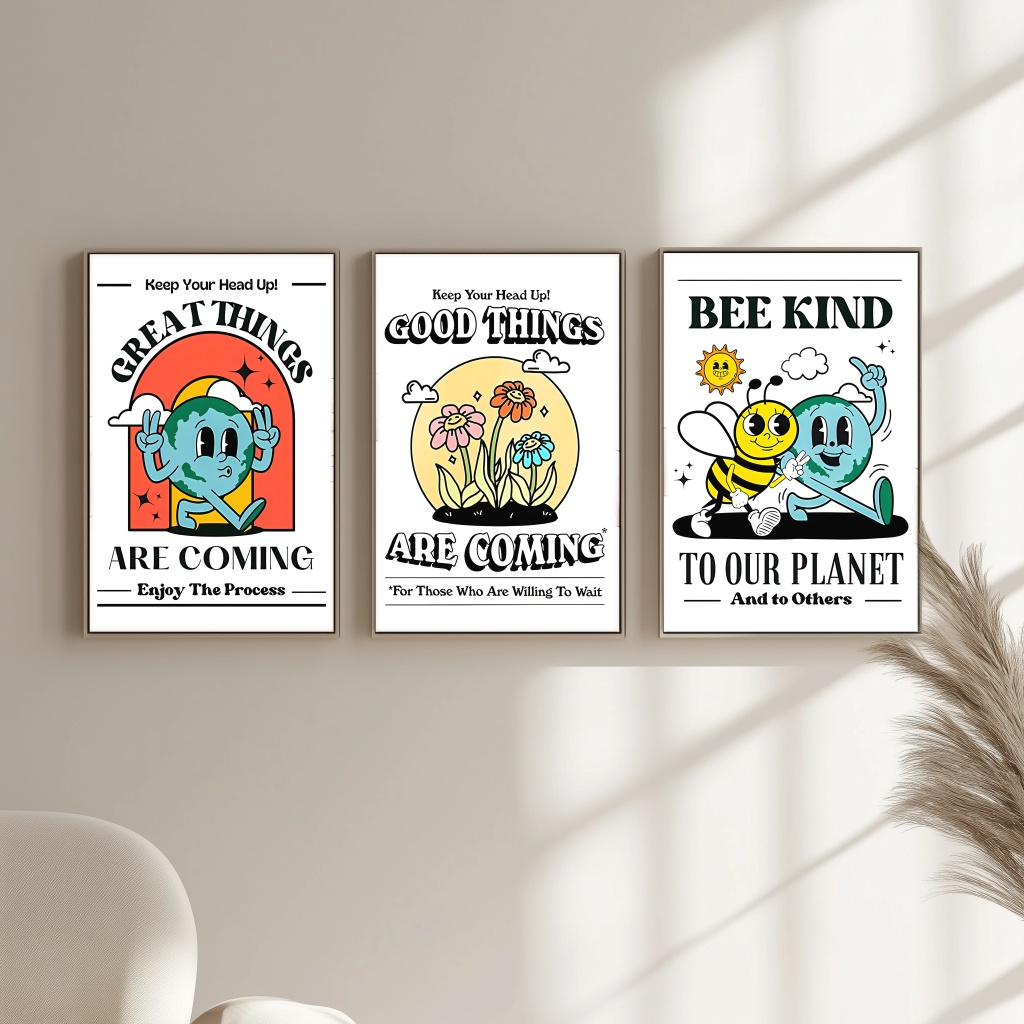 Keep Your Head Up!
GREAT THINGS
ARE COMING
Enjoy The Process
Keep Your Head Up!
GOOD THINGS
ARE COMING*
*For Those Who Are Willing To Wait
BEE KIND
TO OUR PLANET
And to Others